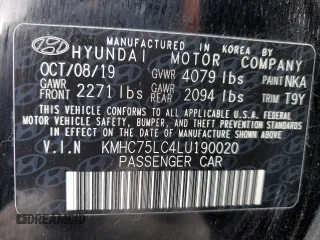 MANUFACTURED IN KOREA BY
HYUNDAI MOTOR COMPANY
OCT/08/19 GVWR 4079 lbs PAINT NKA
GAWR FRONT 2271 lbs GAWR REAR 2094 lbs TRIM T9Y
THIS VEHICLE CONFORMS TO ALL APPLICABLE FEDERAL
MOTOR VEHICLE SAFETY, BUMPER, AND THEFT PREVENTION
STANDARDS IN EFFECT ON THE DATE OF MANUFACTURE SHOWN ABOVE.
V.I.N KMHC75LC4LU190020
PASSENGER CAR